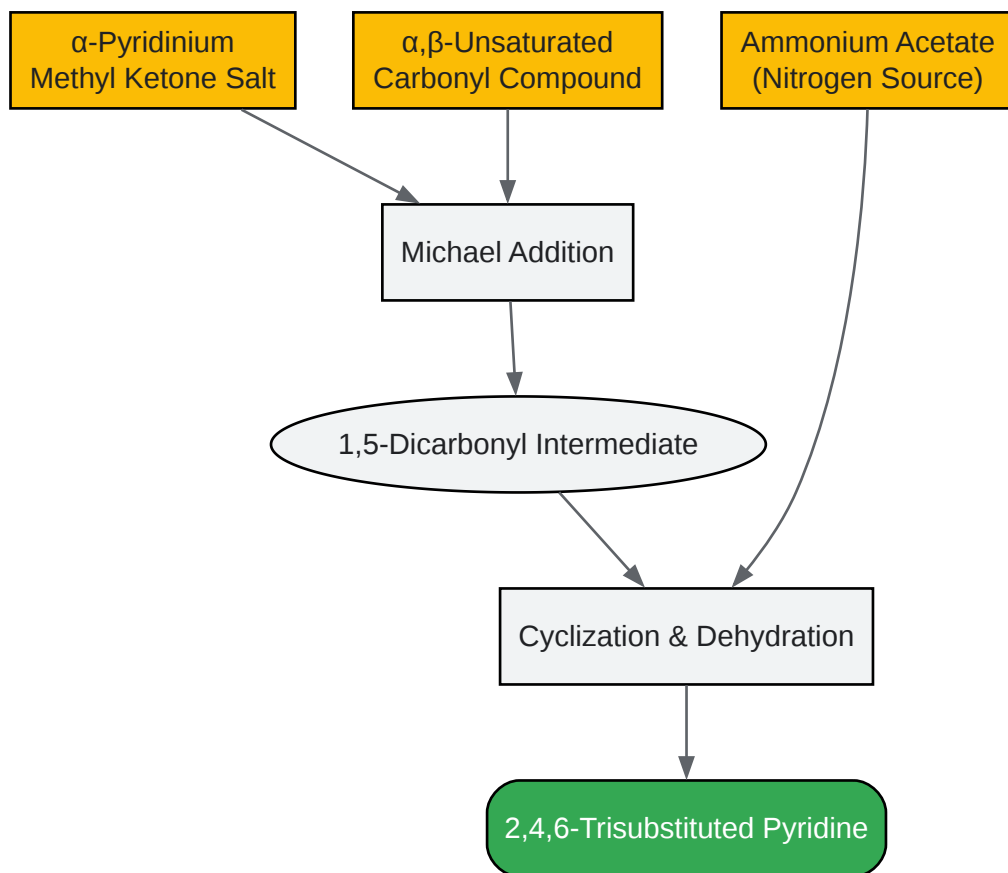 α-Pyridinium
Methyl Ketone Salt
α,β-Unsaturated
Carbonyl Compound
Ammonium Acetate
(Nitrogen Source)
Michael Addition
1,5-Dicarbonyl Intermediate
Cyclization & Dehydration
2,4,6-Trisubstituted Pyridine